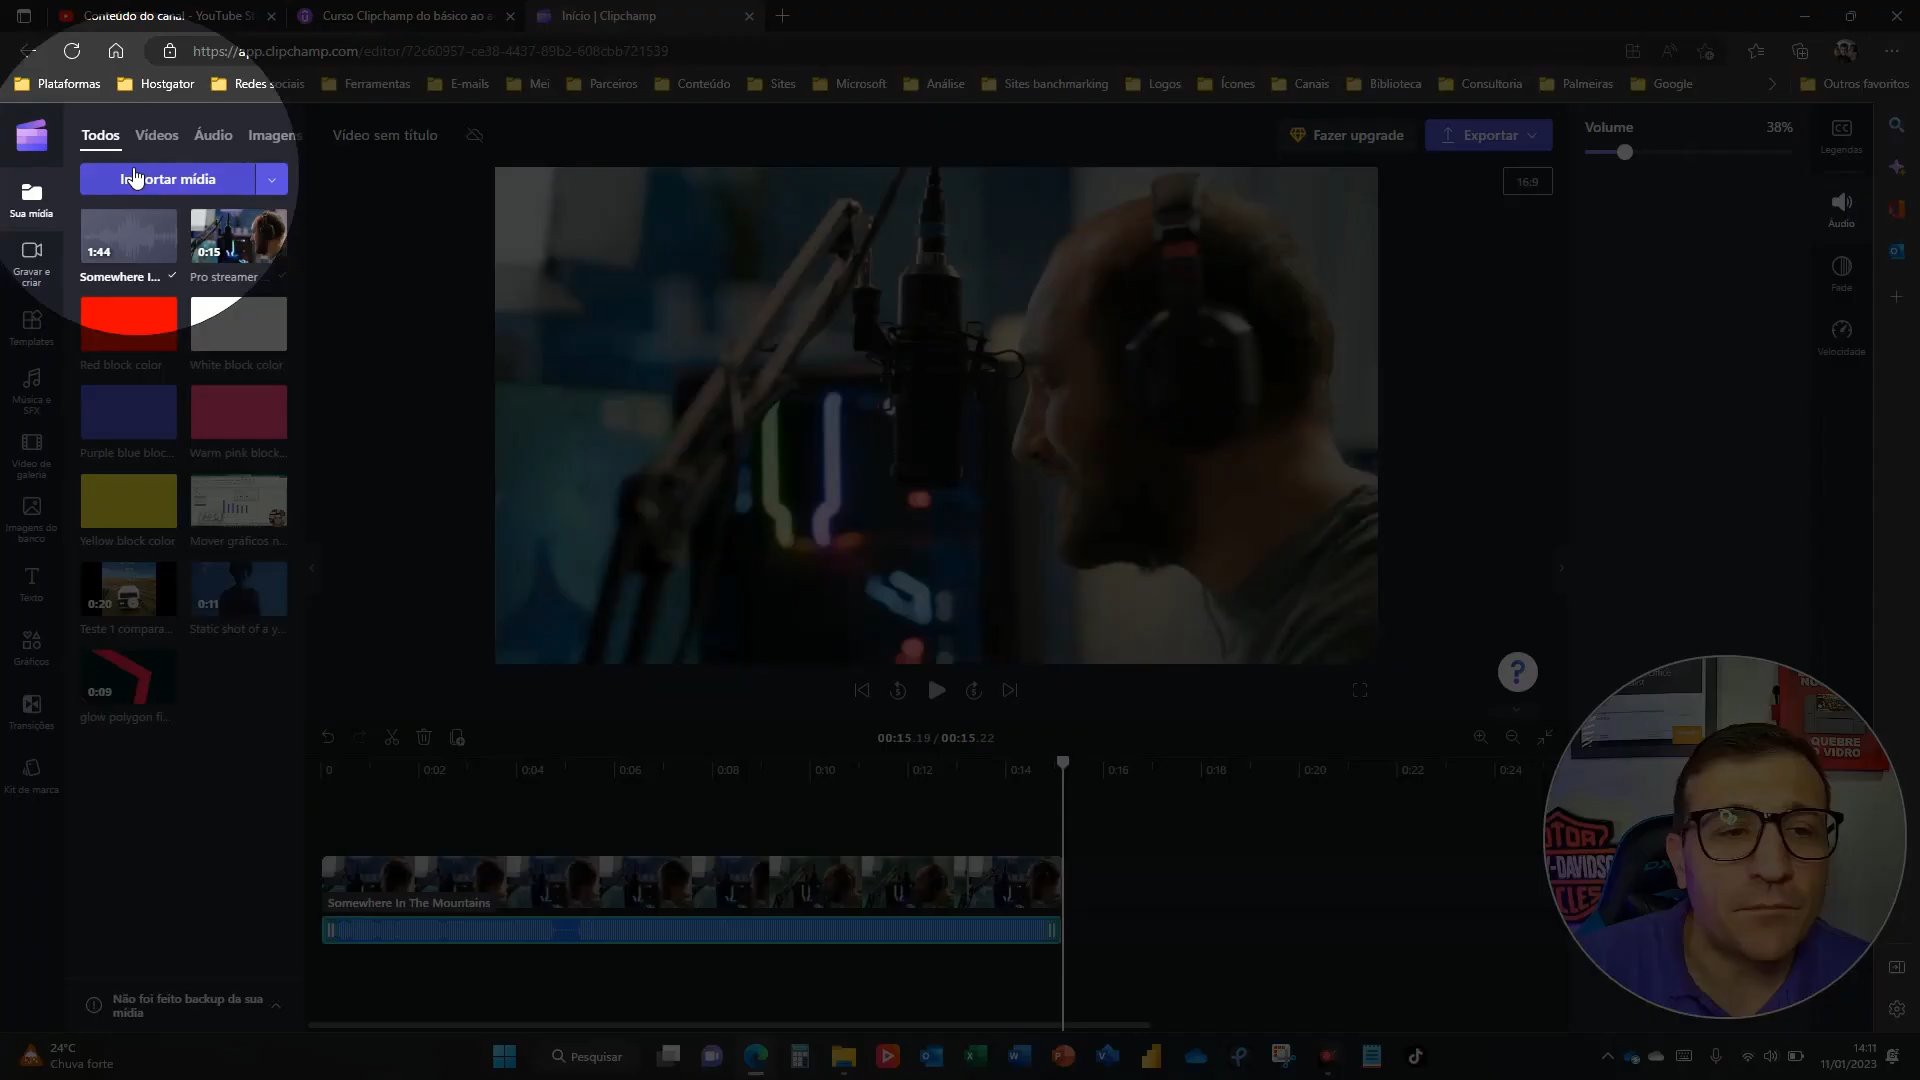 Conteúdo do canal - YouTube St
Curso Clipchamp do básico ao a
Início | Clipchamp
https://app.clipchamp.com/editor/72c60957-ce38-4437-89b2-608cbb721539
Plataformas
Hostgator
Redes sociais
Ferramentas
E-mails
Mei
Parceiros
Conteúdo
Sites
Microsoft
Análise
Sites banchmarking
Logos
Ícones
Canais
Biblioteca
Consultoria
Palmeiras
Google
Outros favoritos
Todos
Vídeos
Áudio
Imagens
Vídeo sem título
Fazer upgrade
Exportar
Volume
38%
CC
Legendas
Importar mídia
16:9
Sua mídia
1:44
0:15
Áudio
Somewhere I...
Pro streamer
Gravar e
criar
Fade
Templates
Velocidade
Red block color
White block color
Música e
SFX
Purple blue bloc...
Warm pink block...
Vídeo de
galeria
Imagens do
banco
Yellow block color
Mover gráficos n...
Texto
0:20
0:11
Teste 1 compara...
Static shot of a y...
Gráficos
?
0:09
glow polygon fi...
Transições
5
5
00:15.19 / 00:15.22
0
0:02
0:04
0:06
0:08
0:10
0:12
0:14
0:16
0:18
0:20
0:22
0:24
Kit de marca
QUEBRE
O VIDRO
Somewhere In The Mountains
Não foi feito backup da sua
mídia
24°C
Chuva forte
Pesquisar
14:11
11/01/2023